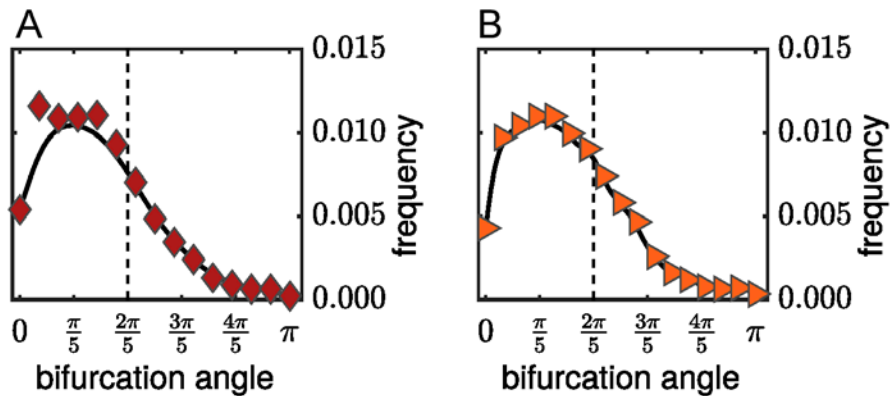 A
0.015
0.010
0.005
0.000
frequency
0 π/5 2π/5 3π/5 4π/5 π
bifurcation angle
B
0.015
0.010
0.005
0.000
frequency
0 π/5 2π/5 3π/5 4π/5 π
bifurcation angle